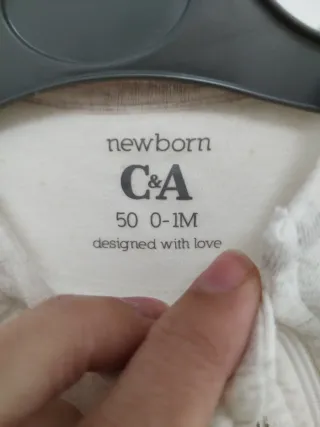 newborn
C&A
50 0-1M
designed with love